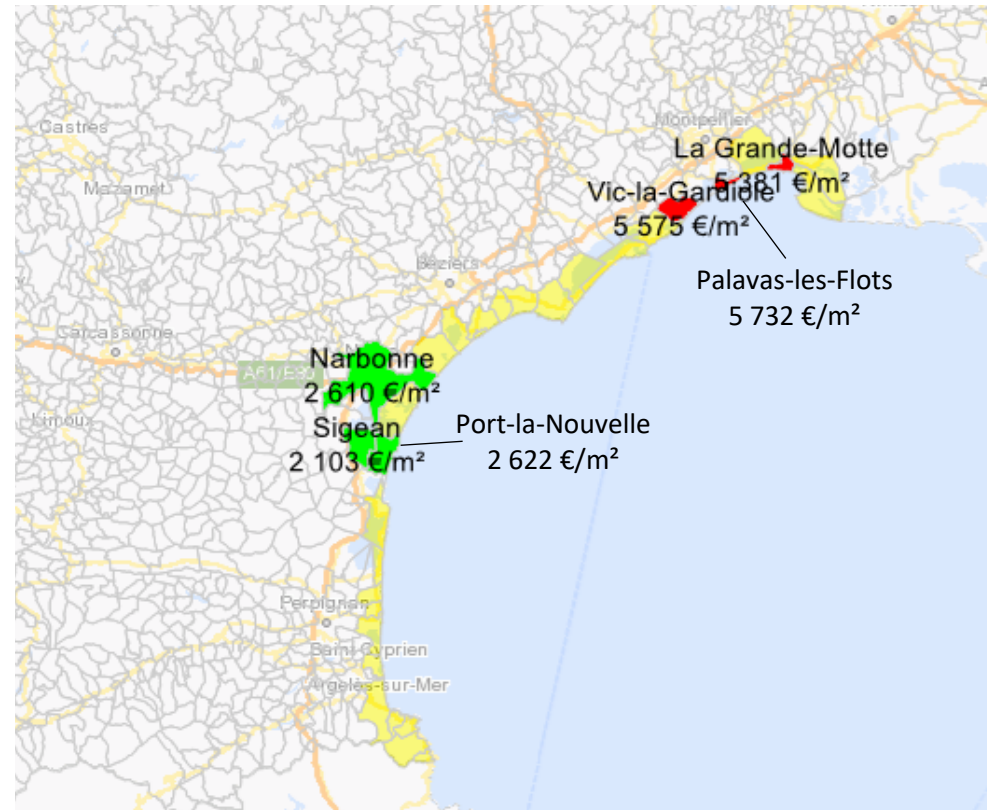 Castres
Montpellier
La Grande-Motte
5 381 €/m²
Mazamet
Vic-la-Gardiole
5 575 €/m²
Béziers
Palavas-les-Flots
5 732 €/m²
Carcassonne
Narbonne
A61/E80
2 610 €/m²
Limoux
Sigean
2 103 €/m²
Port-la-Nouvelle
2 622 €/m²
Perpignan
Saint-Cyprien
Argelès-sur-Mer